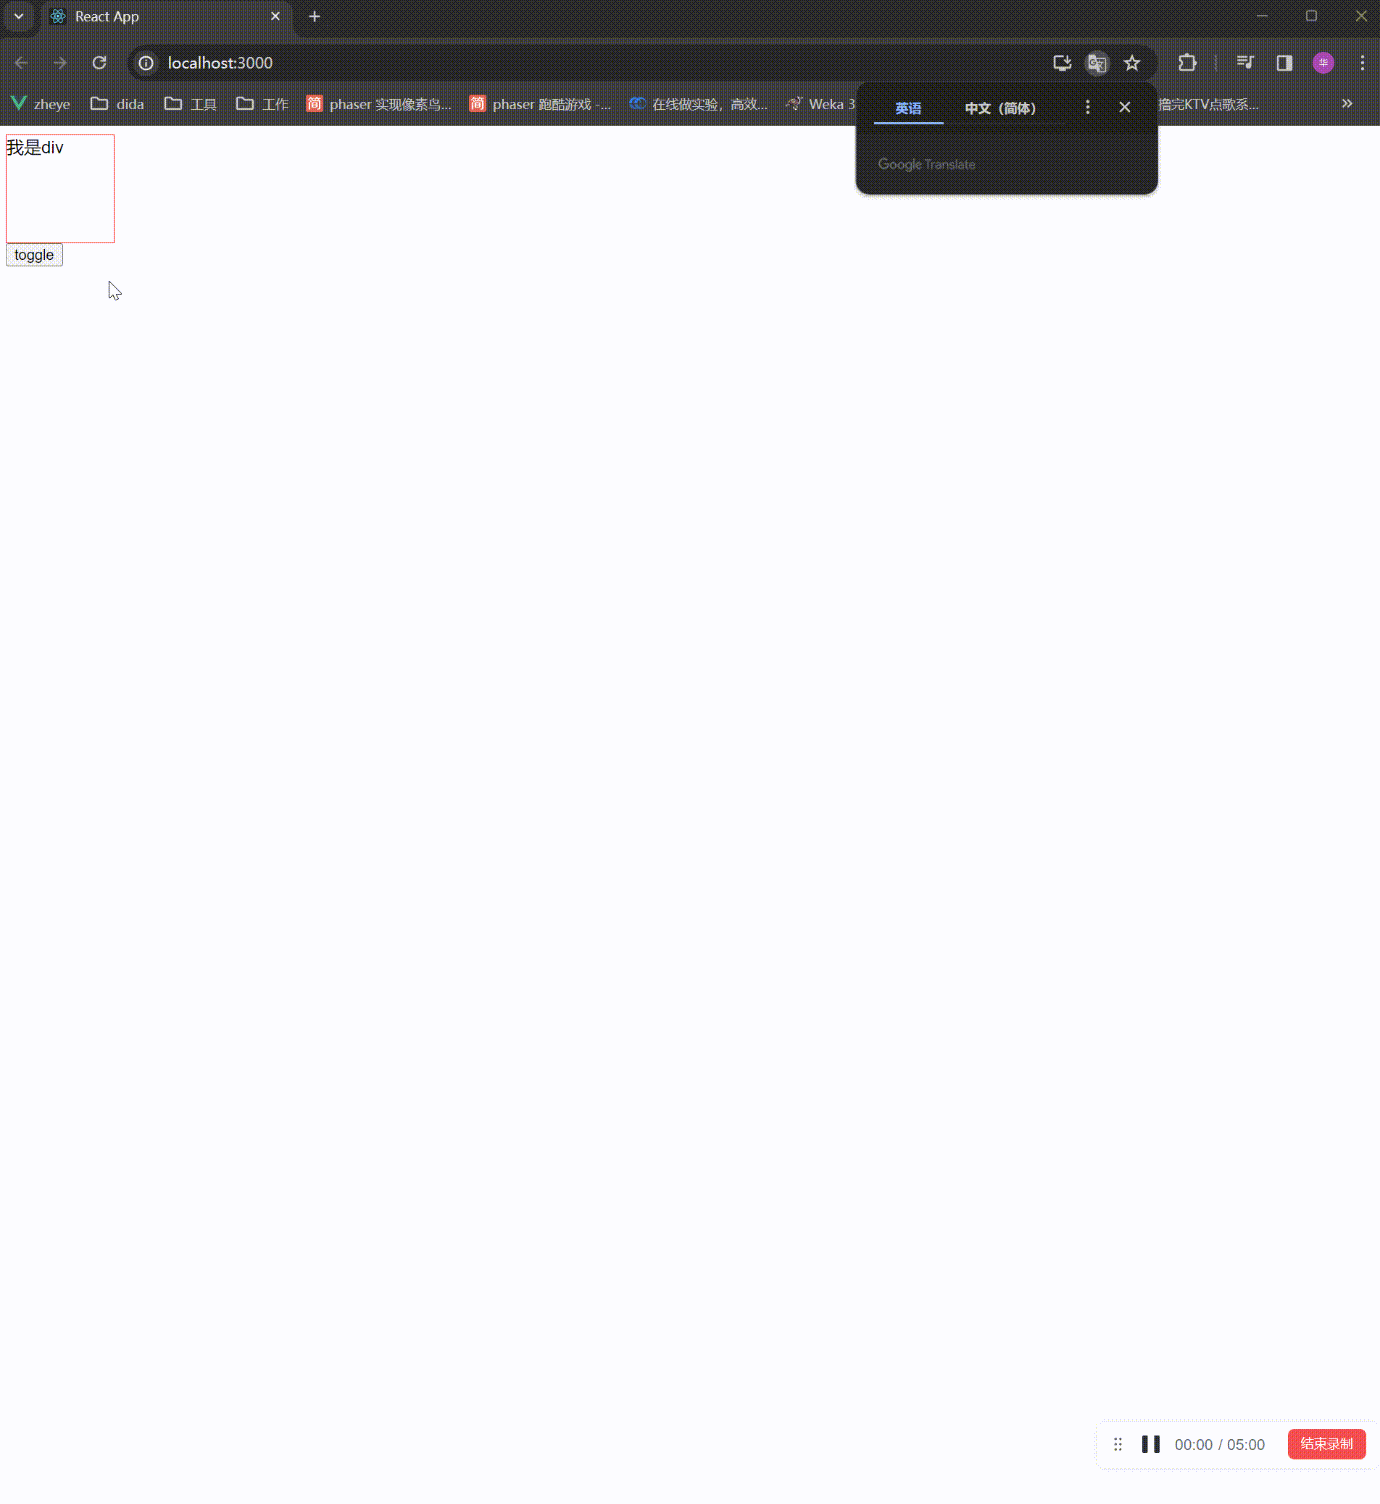 React App
localhost:3000
华
zheye
dida
工具
工作
简 phaser 实现像素鸟...
简 phaser 跑酷游戏 -...
在线做实验，高效...
Weka 3
撸完KTV点歌系...
英语
中文（简体）
Google Translate
我是div
toggle
00:00 / 05:00
结束录制